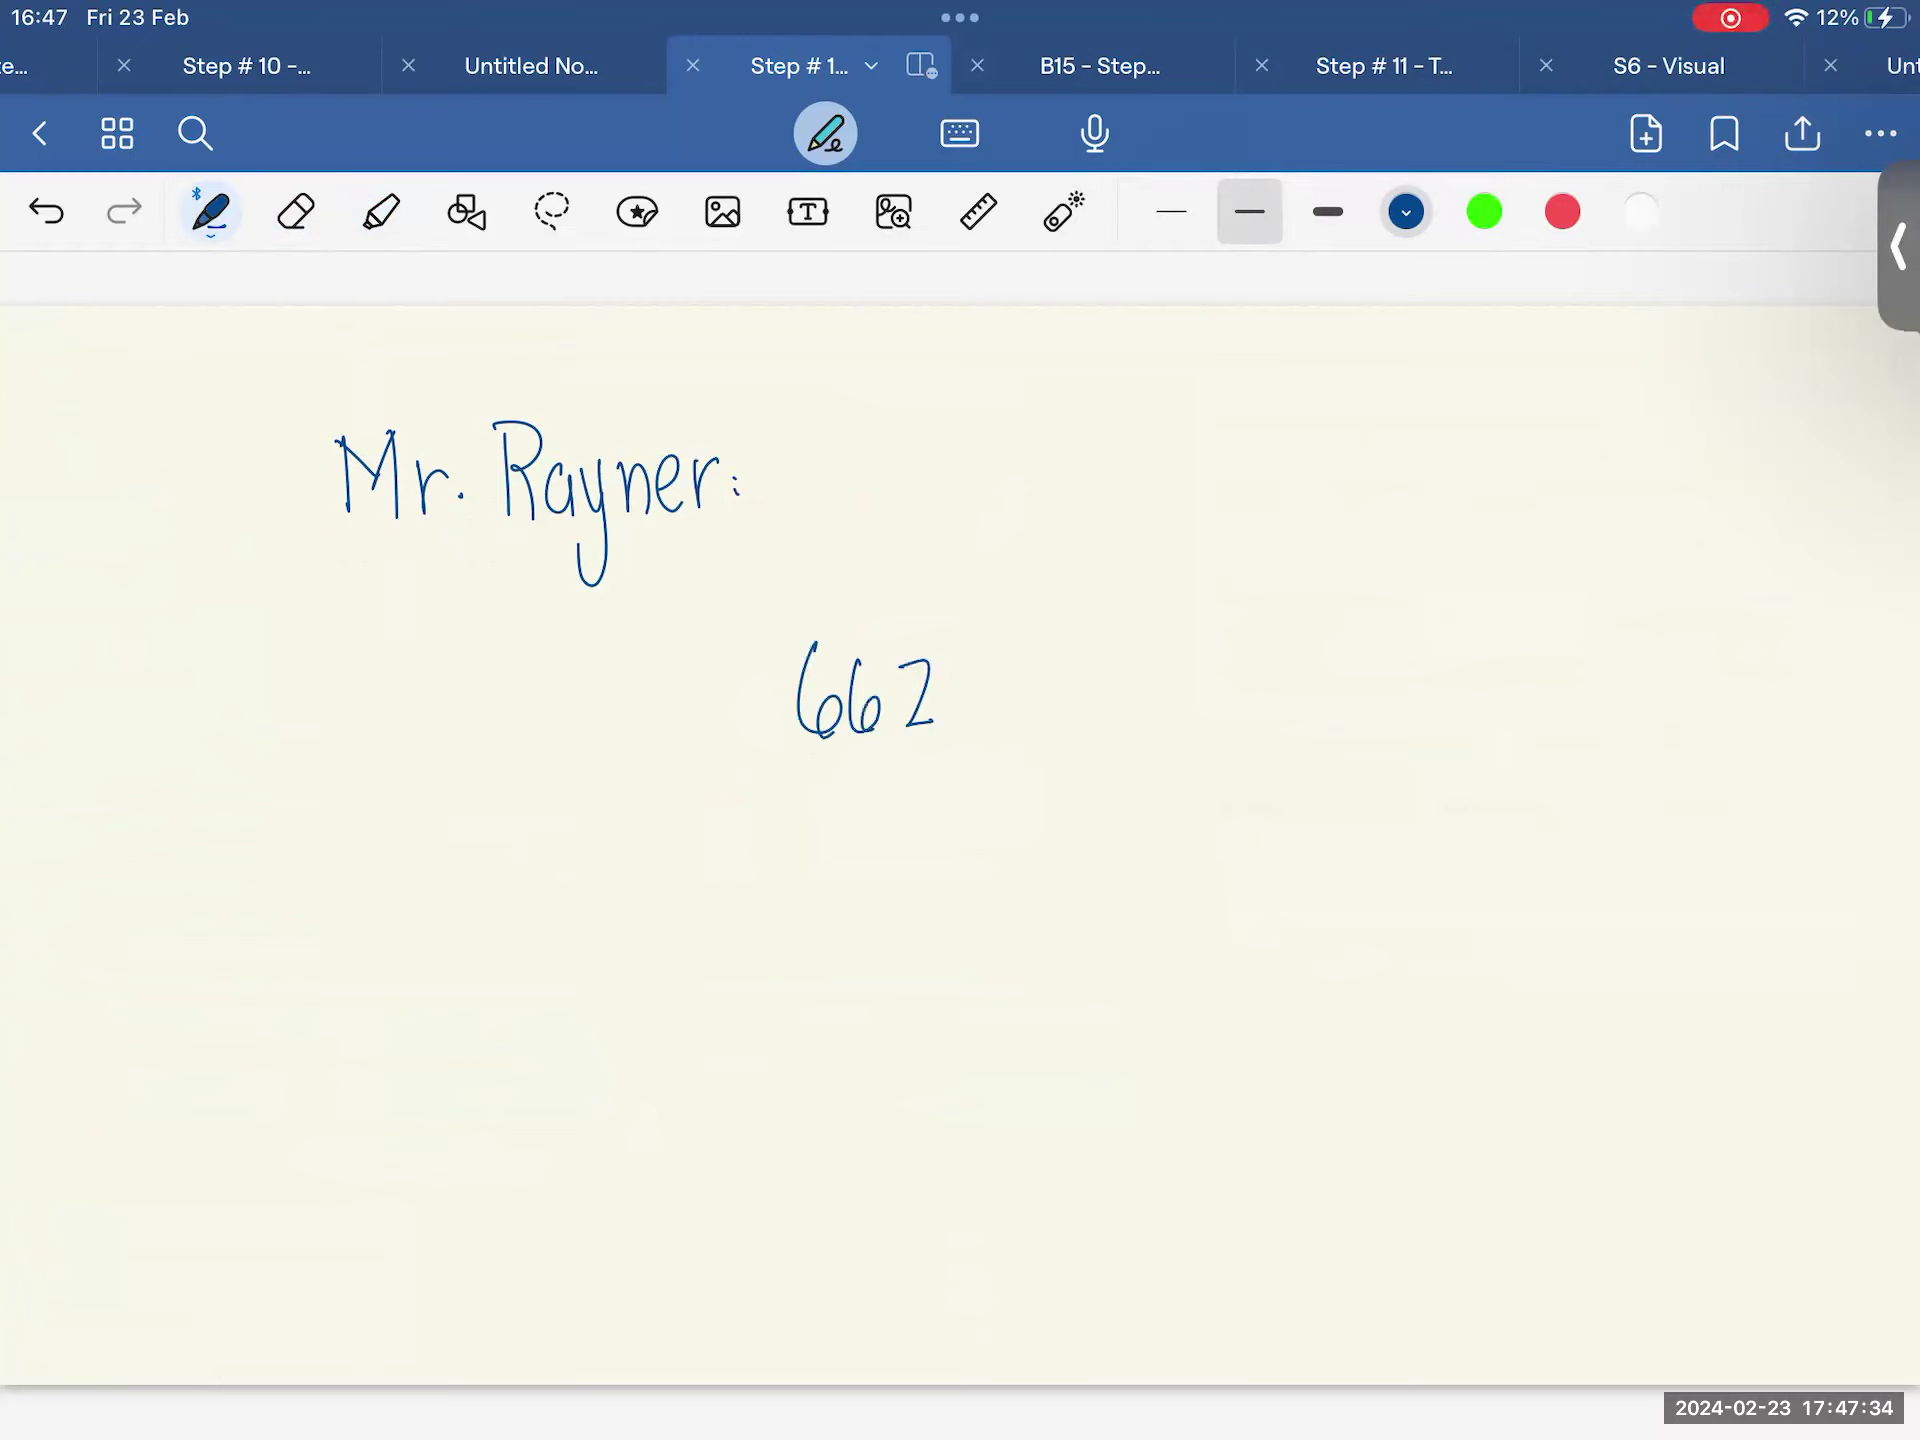 16:47 Fri 23 Feb 12%
e... Step # 10 -... Untitled No... Step # 1... B15 - Step... Step # 11 - T... S6 - Visual Unt
Mr. Rayner:
662
2024-02-23 17:47:34